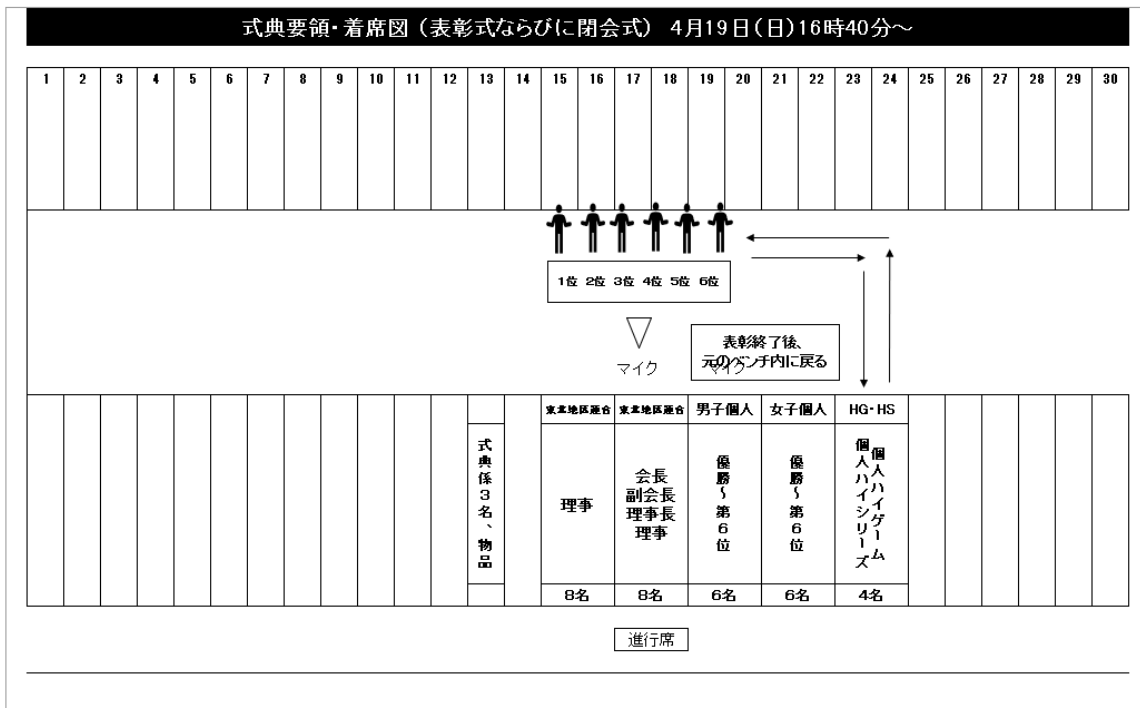 式典要領・着席図（表彰式ならびに閉会式） 4月19日(日)16時40分～
1 2 3 4 5 6 7 8 9 10 11 12 13 14 15 16 17 18 19 20 21 22 23 24 25 26 27 28 29 30
1位 2位 3位 4位 5位 6位
マイク
表彰終了後、
元のベンチ内に戻る
マイク
東北地区連合 東北地区連合 男子個人 女子個人 HG・HS
式典係3名、物品
理事
会長
副会長
理事長
理事
優勝～第6位
優勝～第6位
個人ハイゲーム
個人ハイシリーズ
8名 8名 6名 6名 4名
進行席